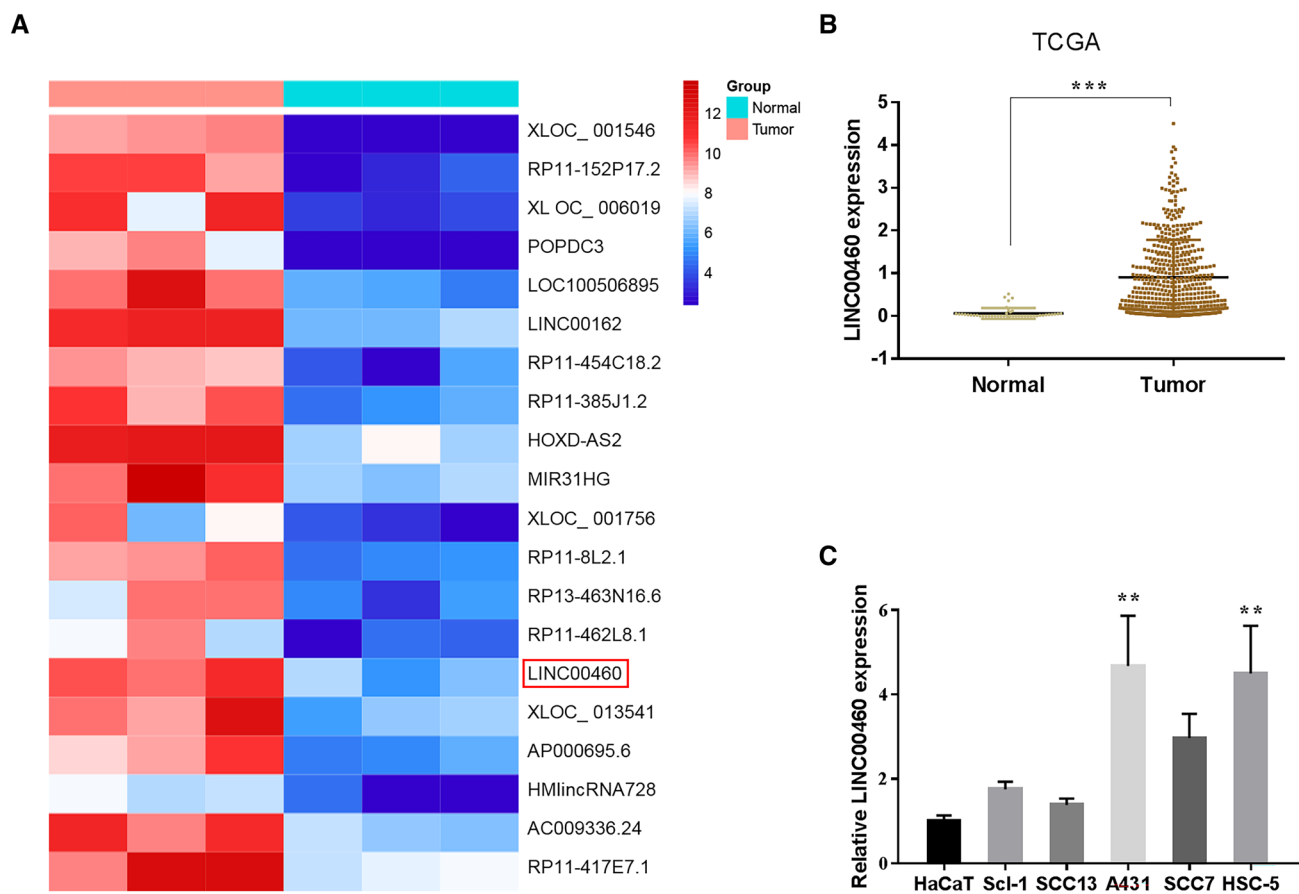 A
12
10
8
6
4
Group
Normal
Tumor
XLOC_ 001546
RP11-152P17.2
XL OC_ 006019
POPDC3
LOC100506895
LINC00162
RP11-454C18.2
RP11-385J1.2
HOXD-AS2
MIR31HG
XLOC_ 001756
RP11-8L2.1
RP13-463N16.6
RP11-462L8.1
LINC00460
XLOC_ 013541
AP000695.6
HMlincRNA728
AC009336.24
RP11-417E7.1
B
TCGA
***
LINC00460 expression
5
4
3
2
1
0
-1
Normal Tumor
C
Relative LINC00460 expression
6
4
2
0
** **
HaCaT Scl-1 SCC13 A431 SCC7 HSC-5